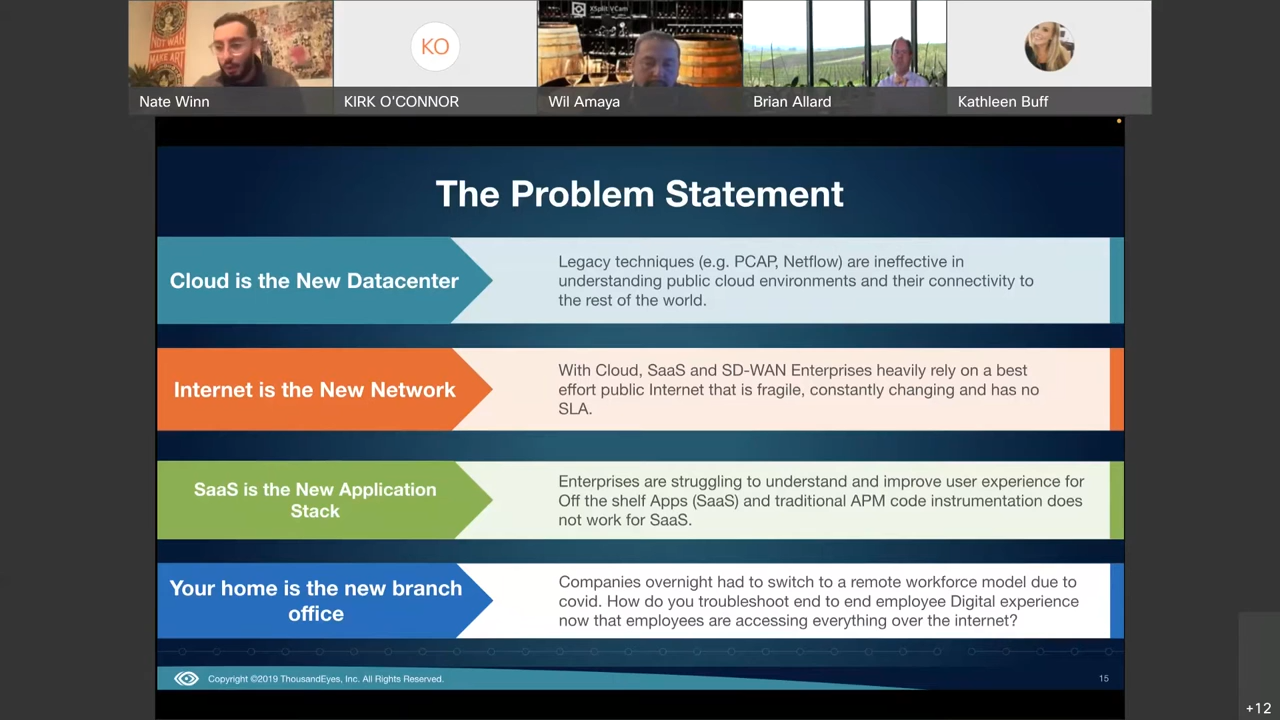 XSplit VCam
NOT WAR
MAKE ART
KO
Nate Winn
KIRK O'CONNOR
Wil Amaya
Brian Allard
Kathleen Buff
The Problem Statement
Cloud is the New Datacenter
Legacy techniques (e.g. PCAP, Netflow) are ineffective in
understanding public cloud environments and their connectivity to
the rest of the world.
Internet is the New Network
With Cloud, SaaS and SD-WAN Enterprises heavily rely on a best
effort public Internet that is fragile, constantly changing and has no
SLA.
SaaS is the New Application
Stack
Enterprises are struggling to understand and improve user experience for
Off the shelf Apps (SaaS) and traditional APM code instrumentation does
not work for SaaS.
Your home is the new branch
office
Companies overnight had to switch to a remote workforce model due to
covid. How do you troubleshoot end to end employee Digital experience
now that employees are accessing everything over the internet?
Copyright ©2019 ThousandEyes, Inc. All Rights Reserved.
15
+12